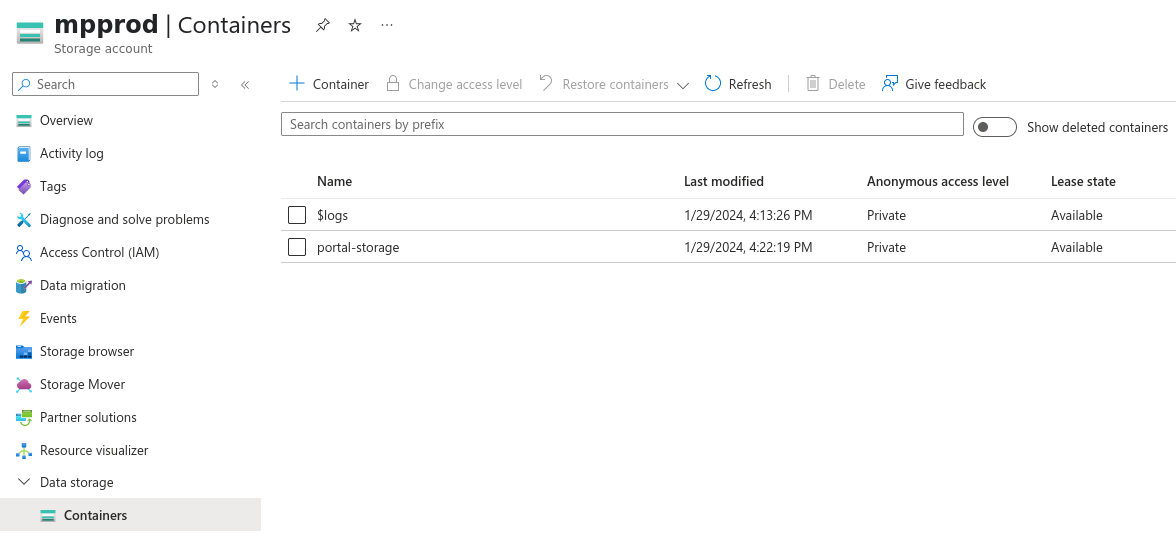 mpprod | Containers
Storage account
Search
Overview
Activity log
Tags
Diagnose and solve problems
Access Control (IAM)
Data migration
Events
Storage browser
Storage Mover
Partner solutions
Resource visualizer
Data storage
Containers
Container Change access level Restore containers Refresh Delete Give feedback
Search containers by prefix
Show deleted containers
Name Last modified Anonymous access level Lease state
$logs 1/29/2024, 4:13:26 PM Private Available
portal-storage 1/29/2024, 4:22:19 PM Private Available